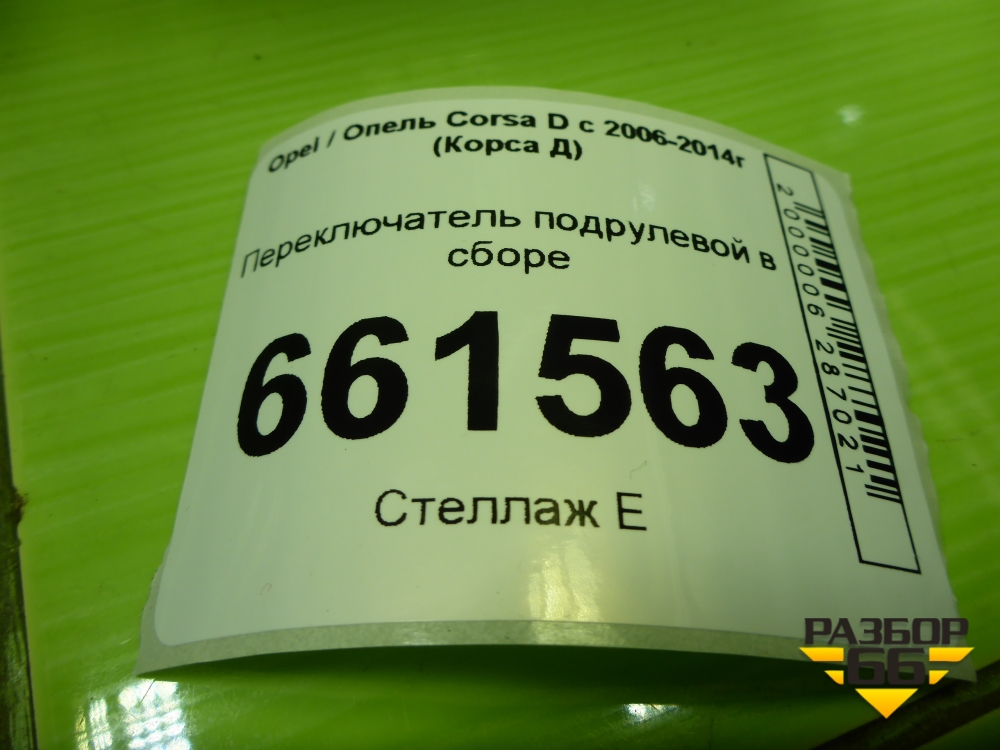 Opel / Опель Corsa D с 2006-2014г
(Корса Д)
Переключатель подрулевой в
сборе
661563
Стеллаж Е
2000006287021
РАЗБОР
66